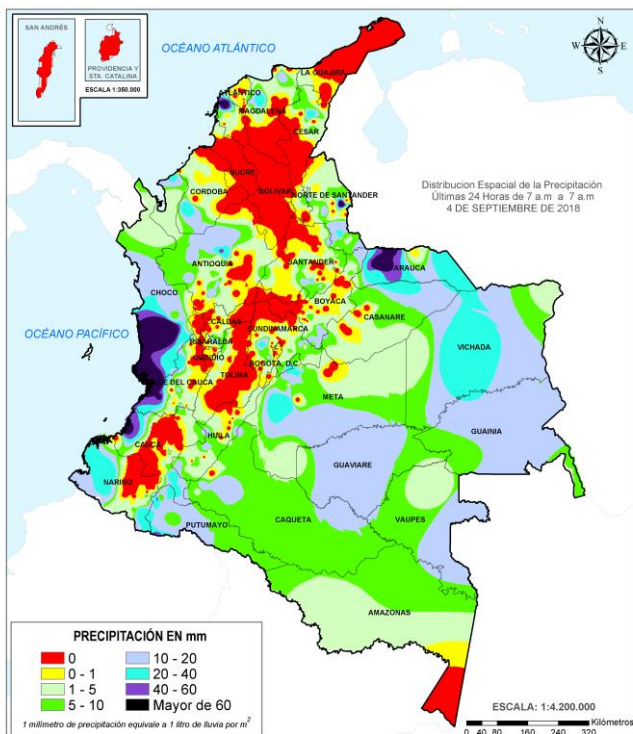 SAN ANDRÉS
PROVIDENCIA Y
STA. CATALINA
ESCALA 1:350.000
OCÉANO ATLÁNTICO
N
W E
S
LA GUAJIRA
ATLÁNTICO
MAGDALENA
CESAR
SUCRE
CORDOBA
BOLIVAR
NORTE DE SANTANDER
Distribucion Espacial de la Precipitación
Últimas 24 Horas de 7 a.m a 7 a.m
4 DE SEPTIEMBRE DE 2018
ANTIOQUIA
SANTANDER
ARAUCA
CHOCO
BOYACA
CASANARE
OCÉANO PACÍFICO
CALDAS
CUNDINAMARCA
RISARALDA
VICHADA
QUINDIO
BOGOTA, D.C.
TOLIMA
VALLE DEL CAUCA
META
HUILA
GUAINIA
CAUCA
GUAVIARE
NARIÑO
PUTUMAYO
CAQUETA
VAUPES
AMAZONAS
PRECIPITACIÓN EN mm
0 10 - 20
0 - 1 20 - 40
1 - 5 40 - 60
5 - 10 Mayor de 60
1 milimetro de precipitación equivale a 1 litro de lluvia por m²
ESCALA: 1:4.200.000
Kilómetros
0 40 80 160 240 320